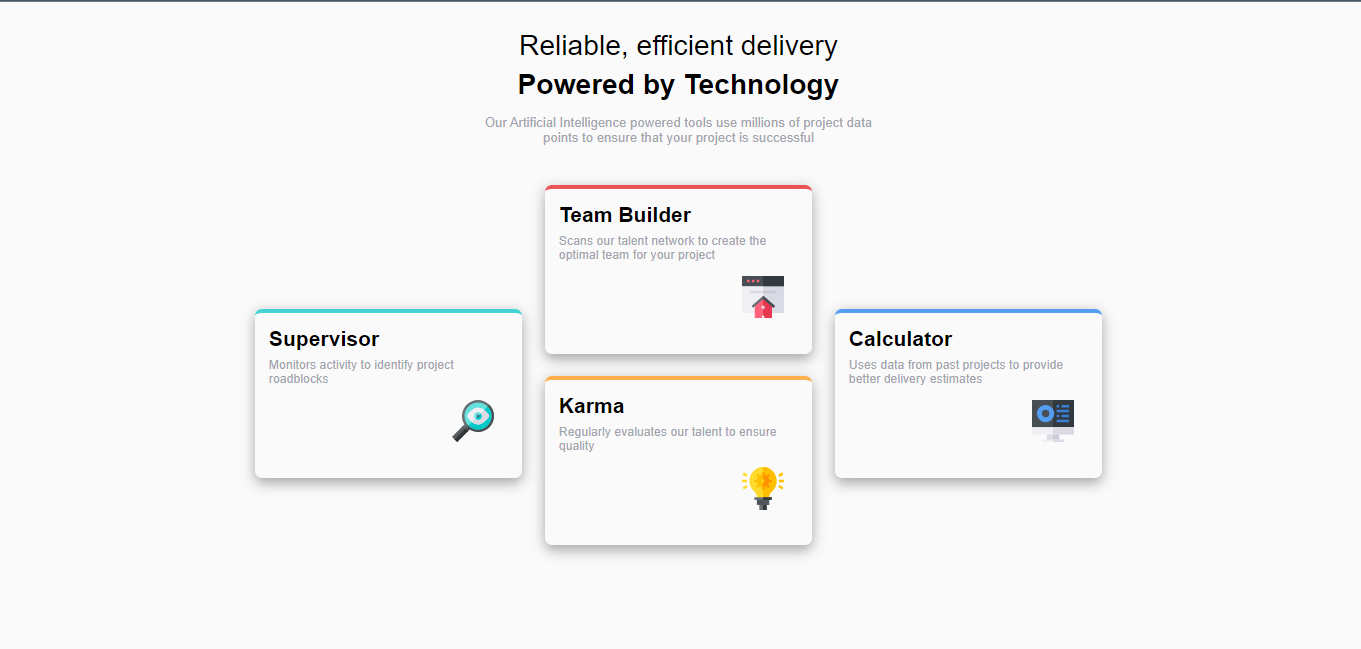 Reliable, efficient delivery
Powered by Technology
Our Artificial Intelligence powered tools use millions of project data
points to ensure that your project is successful
Team Builder
Scans our talent network to create the
optimal team for your project
Supervisor
Monitors activity to identify project
roadblocks
Karma
Regularly evaluates our talent to ensure
quality
Calculator
Uses data from past projects to provide
better delivery estimates